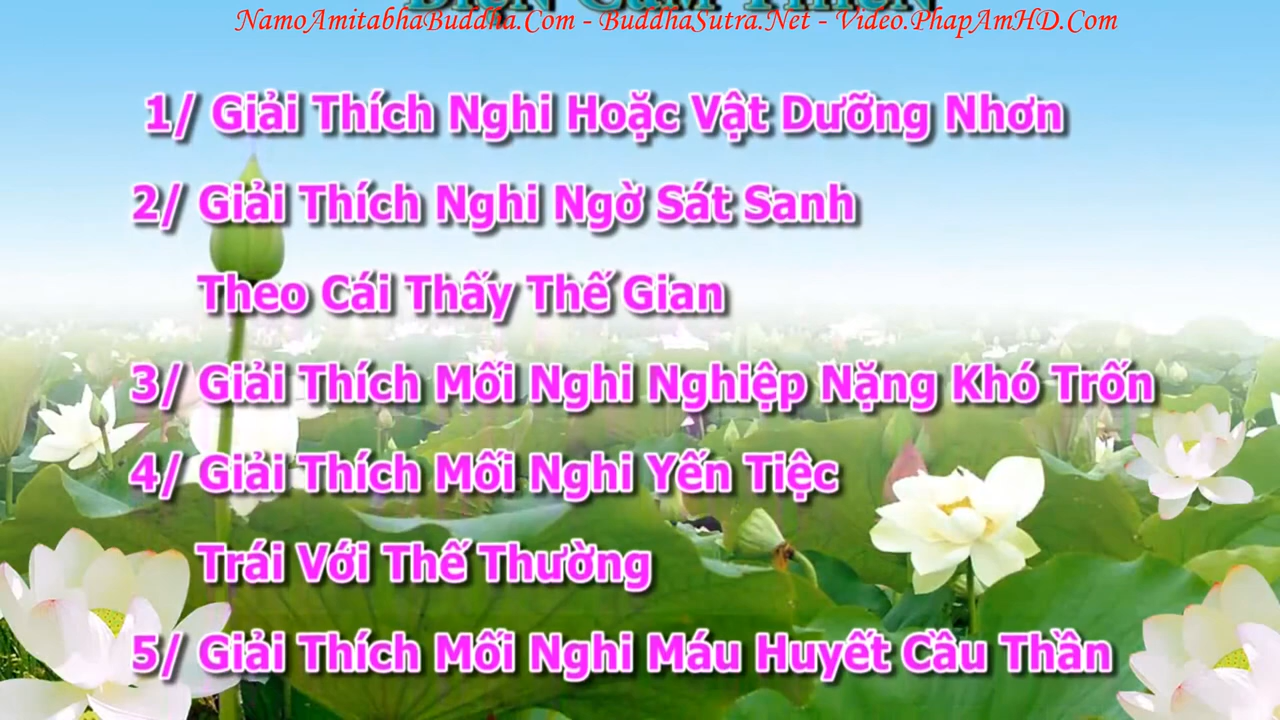 NamoAmitabhaBuddha.Com - BuddhaSutra.Net - Video.PhapAmHD.Com
1/ Giải Thích Nghi Hoặc Vật Dưỡng Nhơn
2/ Giải Thích Nghi Ngờ Sát Sanh
Theo Cái Thấy Thế Gian
3/ Giải Thích Mối Nghi Nghiệp Nặng Khó Trốn
4/ Giải Thích Mối Nghi Yến Tiệc
Trái Với Thế Thường
5/ Giải Thích Mối Nghi Máu Huyết Cầu Thần